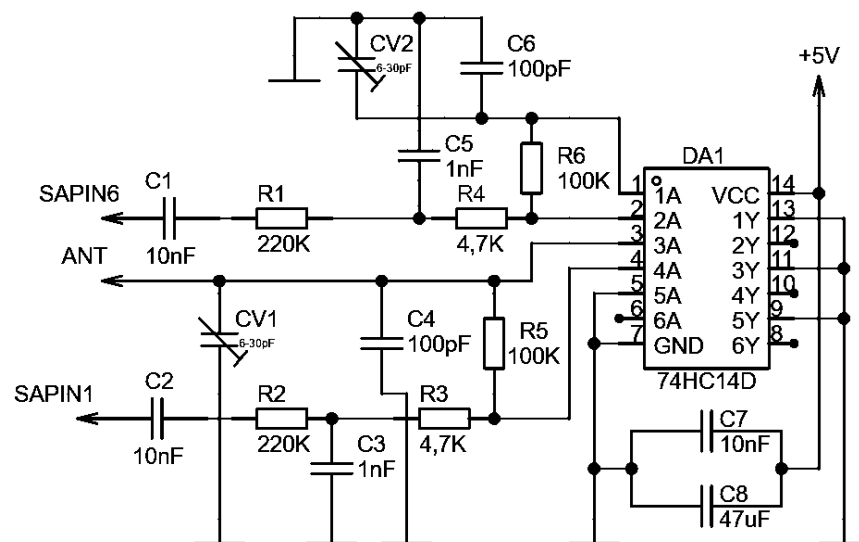 CV2
6-30pF
C6
100pF
+5V
C5
1nF
R6
100K
DA1
SAPIN6
C1
10nF
R1
220K
R4
4,7K
ANT
1
2
3
4
5
6
7
1A
2A
3A
4A
5A
6A
GND
VCC
1Y
2Y
3Y
4Y
5Y
6Y
14
13
12
11
10
9
8
74HC14D
CV1
6-30pF
C4
100pF
R5
100K
SAPIN1
C2
10nF
R2
220K
C3
1nF
R3
4,7K
C7
10nF
C8
47uF